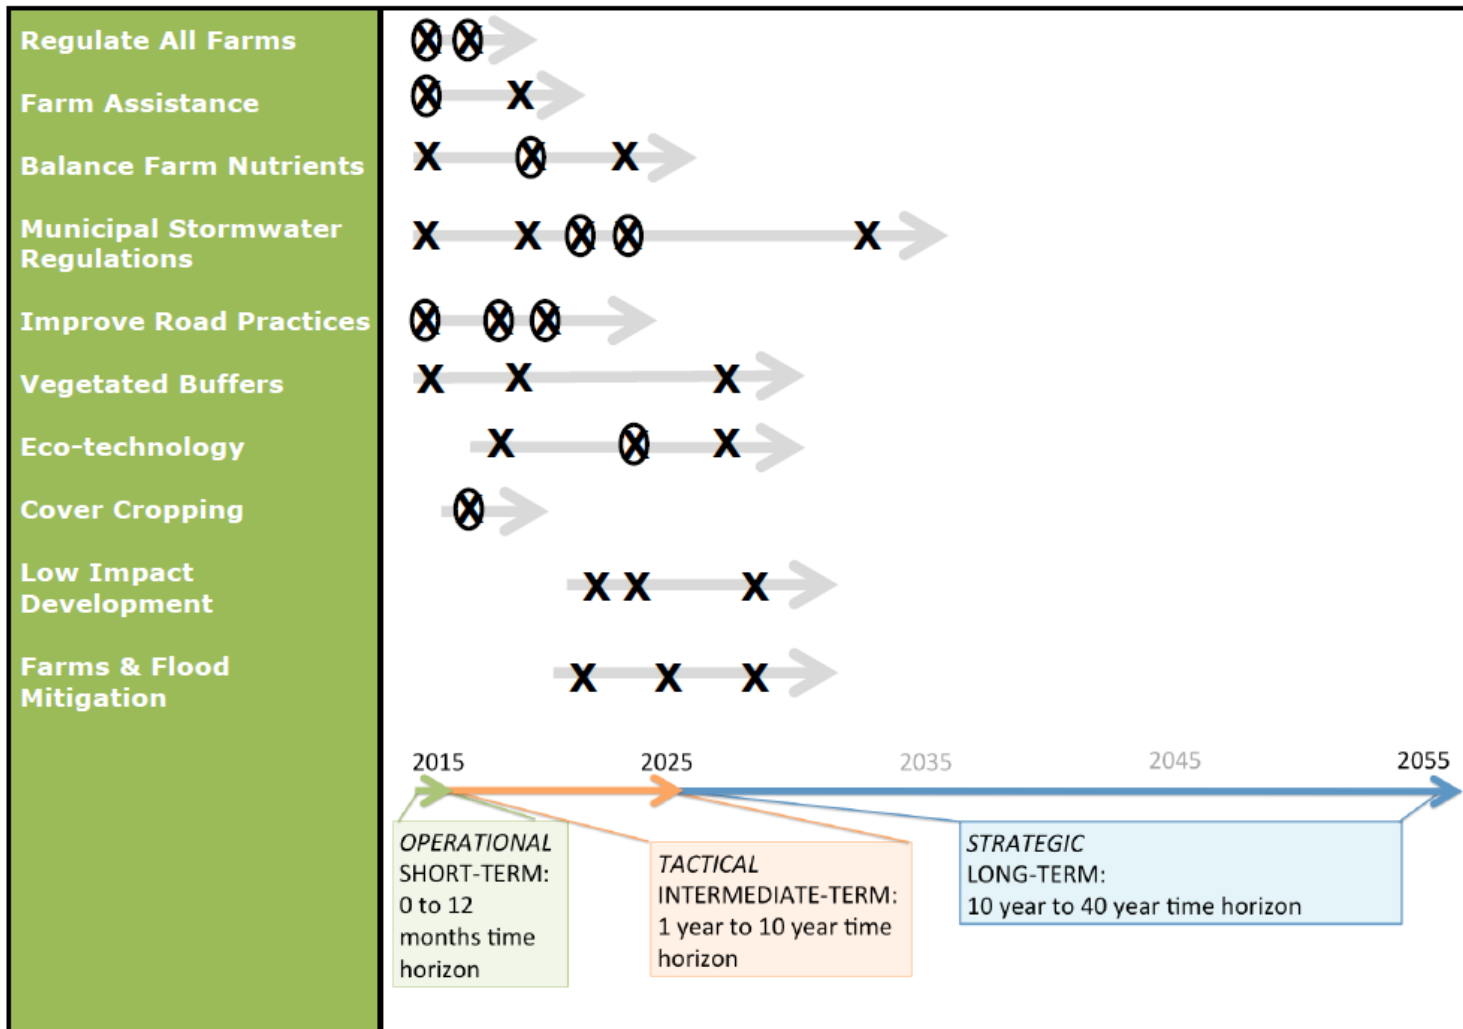 Regulate All Farms
X X
Farm Assistance
X X
Balance Farm Nutrients
X X X
Municipal Stormwater
Regulations
X X X X X
Improve Road Practices
X X X
Vegetated Buffers
X X X
Eco-technology
X X X
Cover Cropping
X
Low Impact
Development
X X X
Farms & Flood
Mitigation
X X X
2015 2025 2035 2045 2055
OPERATIONAL
SHORT-TERM:
0 to 12
months time
horizon
TACTICAL
INTERMEDIATE-TERM:
1 year to 10 year time
horizon
STRATEGIC
LONG-TERM:
10 year to 40 year time horizon